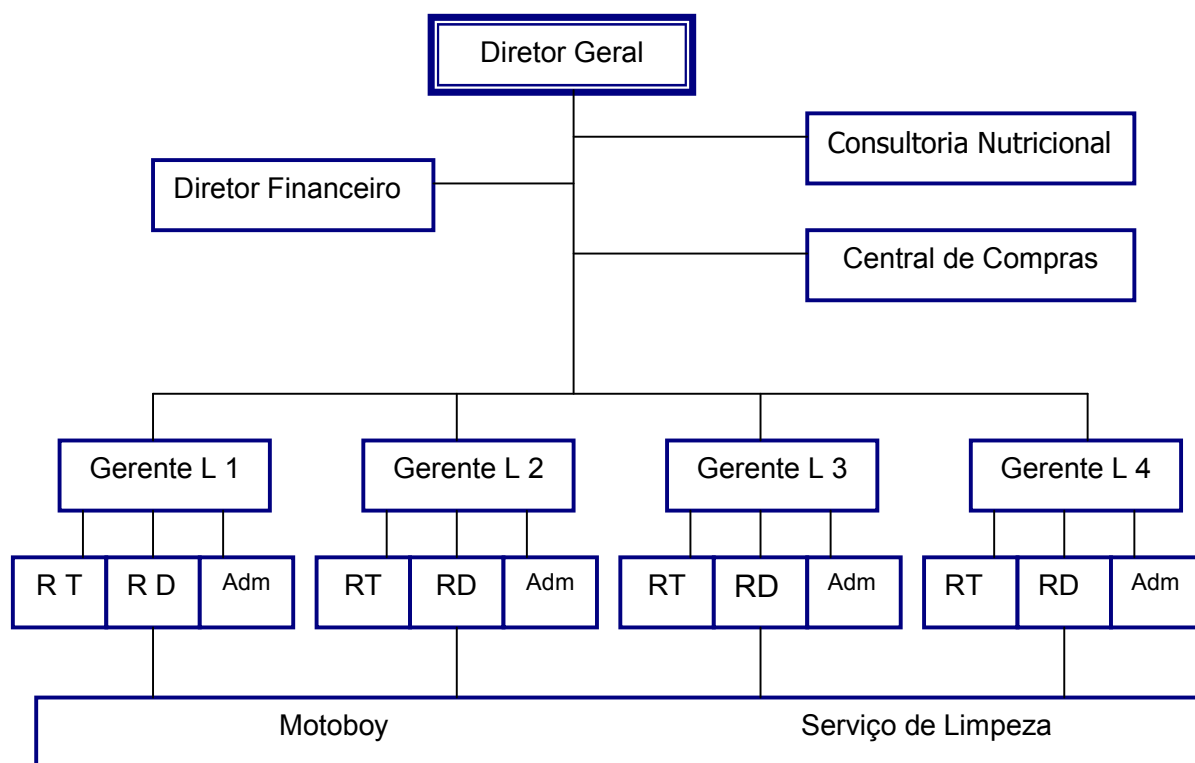 Diretor Geral
Consultoria Nutricional
Diretor Financeiro
Central de Compras
Gerente L 1
Gerente L 2
Gerente L 3
Gerente L 4
R T
R D
Adm
RT
RD
Adm
RT
RD
Adm
RT
RD
Adm
Motoboy
Serviço de Limpeza